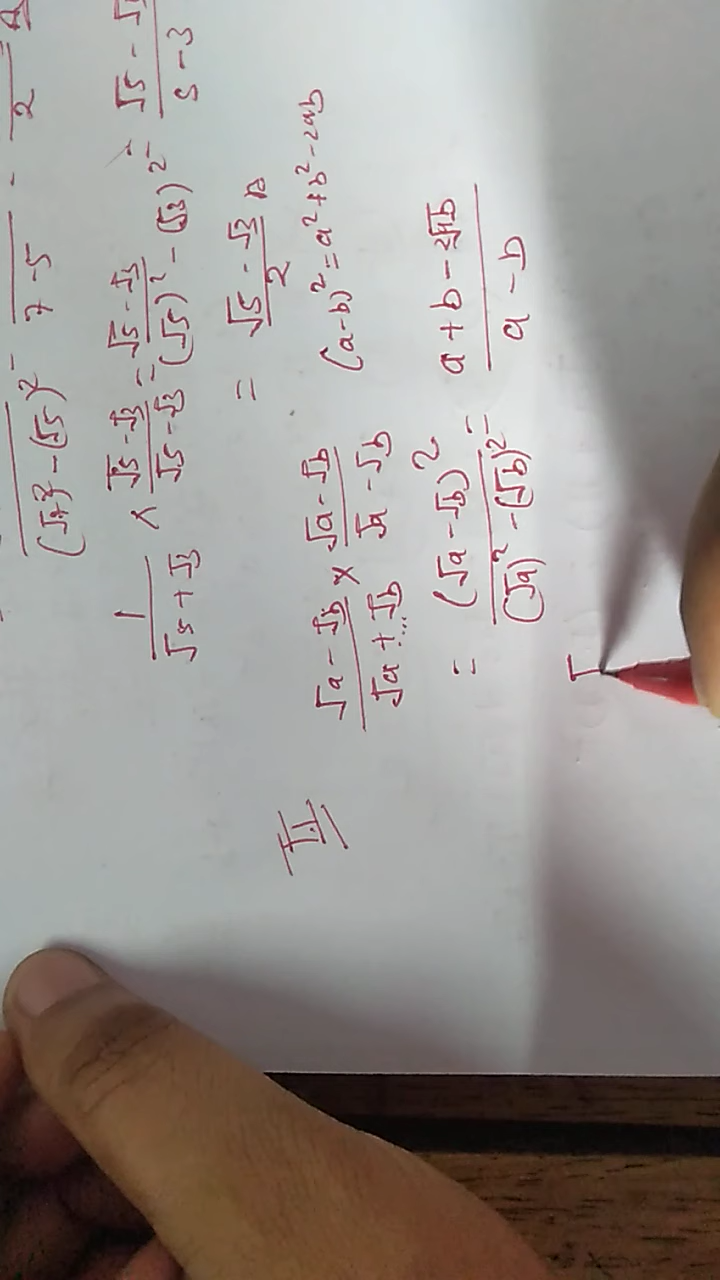 (√7)² - (√5)² 7-5 2
1/(√5 + √3) × (√5 - √3)/(√5 - √3) = (√5 - √3)/((√5)² - (√3)²) = (√5 - √3)/(5 - 3)
= (√5 - √3)/2
II (√a - √b)/(√a + √b) × (√a - √b)/(√a - √b) (a-b)² = a² + b² - 2ab
= (√a - √b)²/((√a)² - (√b)²) = (a + b - 2√ab)/(a - b)